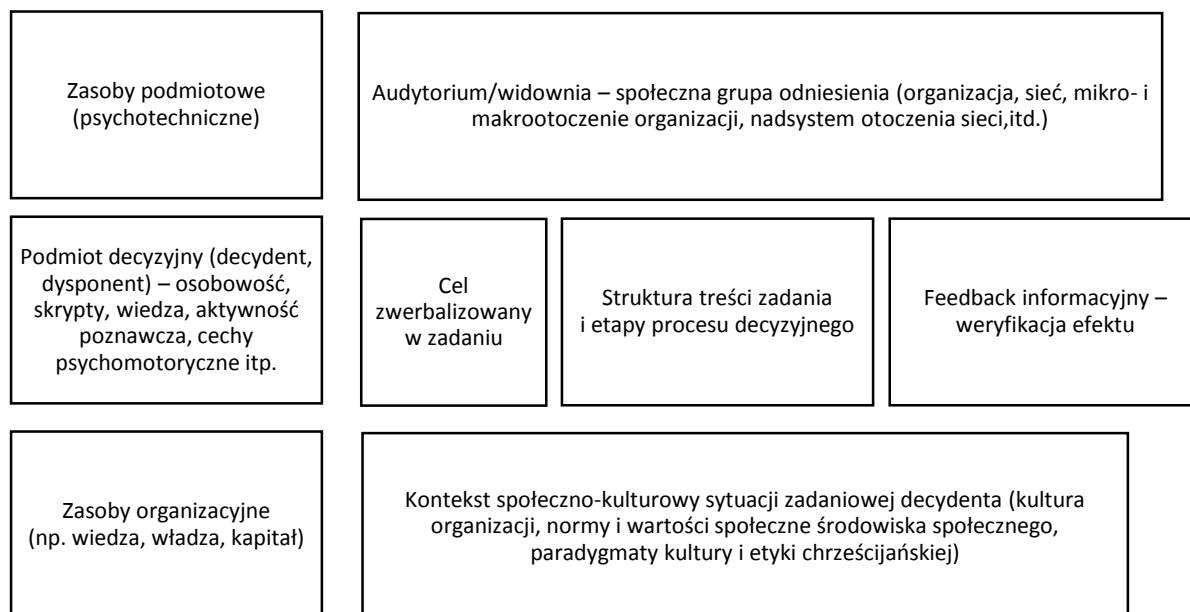 Zasoby podmiotowe
(psychotechniczne)
Audytorium/widownia – społeczna grupa odniesienia (organizacja, sieć, mikro- i
makrootoczenie organizacji, nadsystem otoczenia sieci,itd.)
Podmiot decyzyjny (decydent,
dysponent) – osobowość,
skrypty, wiedza, aktywność
poznawcza, cechy
psychomotoryczne itp.
Cel
zwerbalizowany
w zadaniu
Struktura treści zadania
i etapy procesu decyzyjnego
Feedback informacyjny –
weryfikacja efektu
Zasoby organizacyjne
(np. wiedza, władza, kapitał)
Kontekst społeczno-kulturowy sytuacji zadaniowej decydenta (kultura
organizacji, normy i wartości społeczne środowiska społecznego,
paradygmaty kultury i etyki chrześcijańskiej)